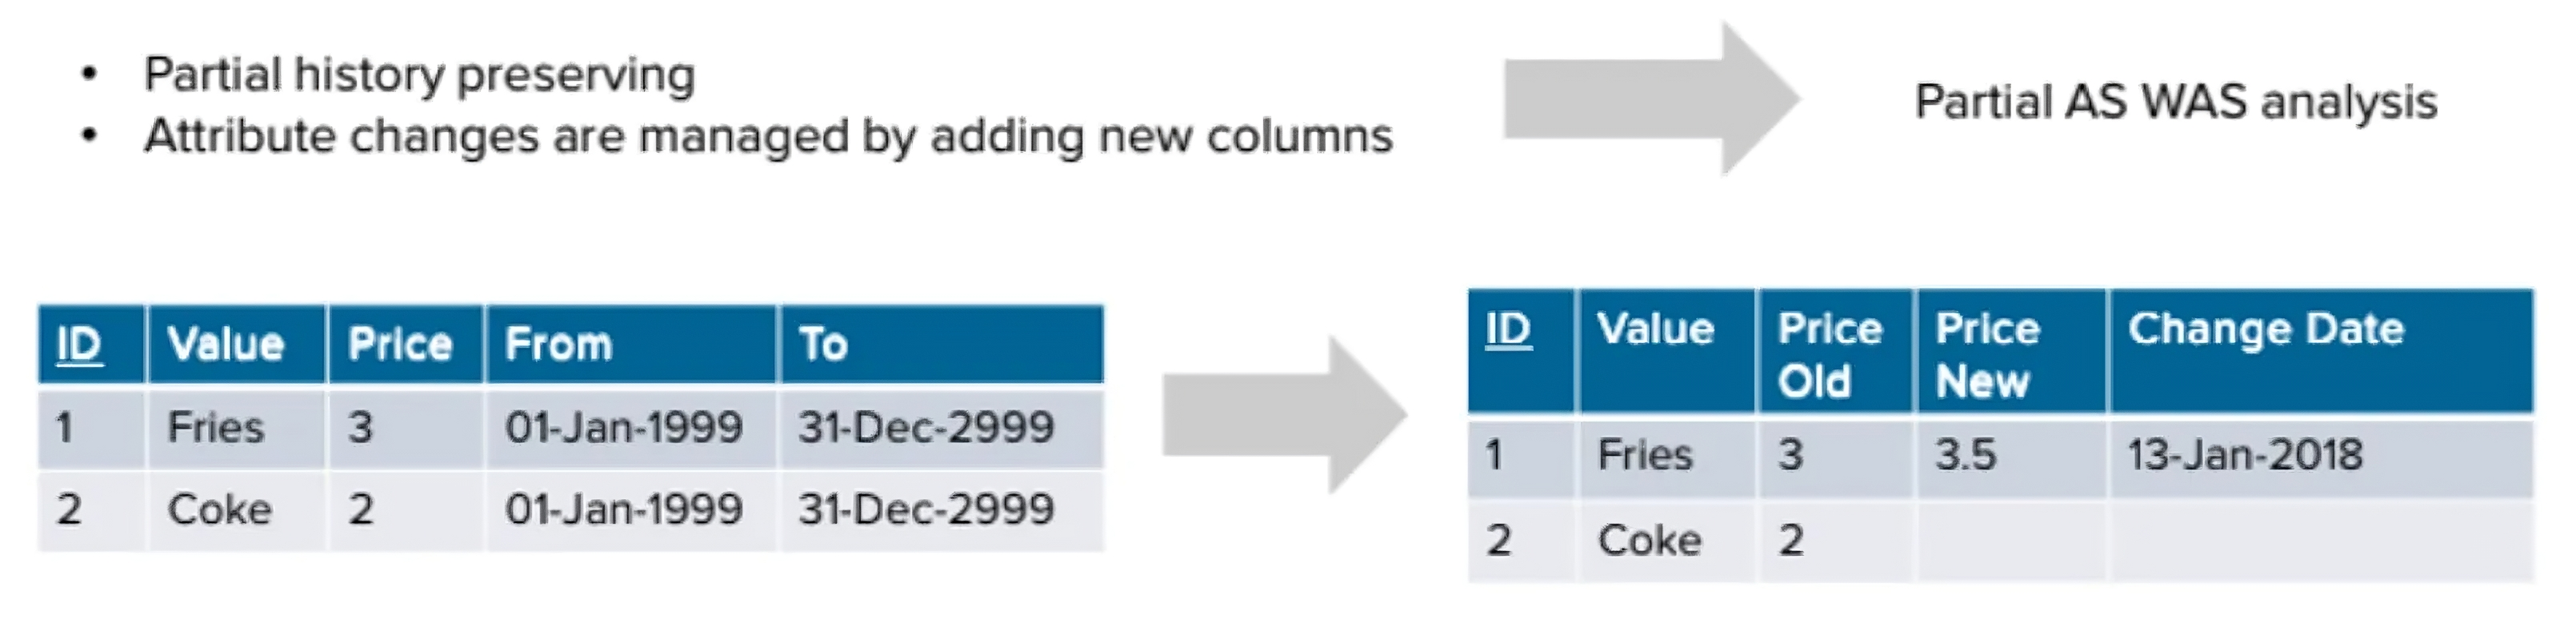 • Partial history preserving
• Attribute changes are managed by adding new columns
Partial AS WAS analysis
ID Value Price From To
1 Fries 3 01-Jan-1999 31-Dec-2999
2 Coke 2 01-Jan-1999 31-Dec-2999
ID Value Price Old Price New Change Date
1 Fries 3 3.5 13-Jan-2018
2 Coke 2